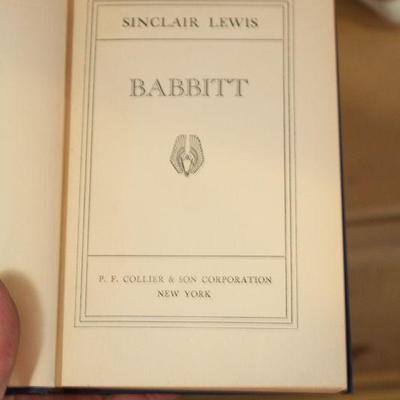 SINCLAIR LEWIS
BABBITT
P. F. COLLIER & SON CORPORATION
NEW YORK